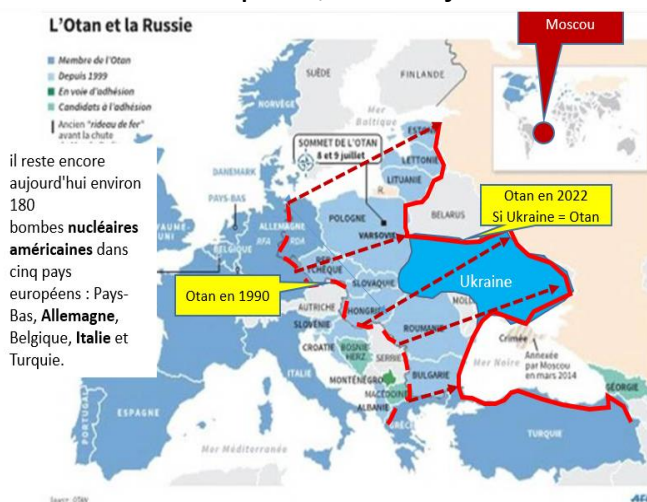 L'Otan et la Russie
Moscou
Membre de l'Otan
Depuis 1999
En voie d'adhésion
Candidats à l'adhésion
Ancien "rideau de fer"
avant la chute
SUÈDE
FINLANDE
NORVÈGE
Mer
Baltique
SOMMET DE L'OTAN
8 et 9 juillet
ESTONIE
LETTONIE
LITUANIE
R.
BELARUS
DANEMARK
PAYS-BAS
il reste encore
aujourd'hui environ
180
bombes nucléaires
américaines dans
cinq pays
européens : Pays-
Bas, Allemagne,
Belgique, Italie et
Turquie.
Otan en 2022
Si Ukraine = Otan
POLOGNE
VARSOVIE
ALLEMAGNE
RFA
RDA
BELGIQUE
TCHÈQUE
Ukraine
Otan en 1990
SLOVAQUIE
AUTRICHE
HONGRIE
MOLD
SLOVÉNIE
ROUMANIE
CROATIE
BOSNIE
HERZ.
SERBIE
Crimée
Annexée
par Moscou
en mars 2014
Mer Noire
ITALIE
MONTÉNÉGRO
BULGARIE
MACÉDOINE
GÉORGIE
ALBANIE
PORTUGAL
ESPAGNE
GRÈCE
TURQUIE
Mer Méditerranée
Source : OTAN
AFP